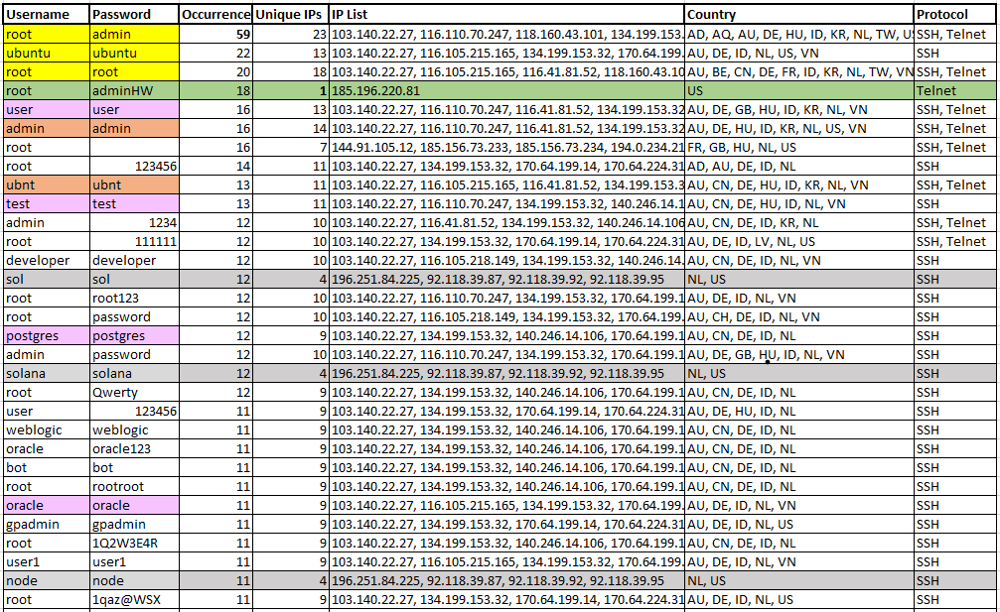 Username Password Occurrence Unique IPs IP List Country Protocol
root admin 59 23 103.140.22.27, 116.110.70.247, 118.160.43.101, 134.199.153. AD, AQ, AU, DE, HU, ID, KR, NL, TW, US SSH, Telnet
ubuntu ubuntu 22 13 103.140.22.27, 116.105.215.165, 134.199.153.32, 170.64.199. AU, DE, ID, NL, US, VN SSH
root root 20 18 103.140.22.27, 116.105.215.165, 116.41.81.52, 118.160.43.10 AU, BE, CN, DE, FR, ID, KR, NL, TW, VN SSH, Telnet
root adminHW 18 1 185.196.220.81 US Telnet
user user 16 13 103.140.22.27, 116.110.70.247, 116.41.81.52, 134.199.153.32 AU, DE, GB, HU, ID, KR, NL, VN SSH, Telnet
admin admin 16 14 103.140.22.27, 116.110.70.247, 116.41.81.52, 134.199.153.32 AU, DE, HU, ID, KR, NL, US, VN SSH, Telnet
root 16 7 144.91.105.12, 185.156.73.233, 185.156.73.234, 194.0.234.21 FR, GB, HU, NL, US SSH, Telnet
root 123456 14 11 103.140.22.27, 134.199.153.32, 170.64.199.14, 170.64.224.31 AD, AU, DE, ID, NL SSH
ubnt ubnt 13 11 103.140.22.27, 116.105.215.165, 116.41.81.52, 134.199.153.3 AU, CN, DE, HU, ID, KR, NL, VN SSH, Telnet
test test 13 11 103.140.22.27, 116.110.70.247, 134.199.153.32, 140.246.14.1 AU, CN, DE, HU, ID, NL, VN SSH
admin 1234 12 10 103.140.22.27, 116.41.81.52, 134.199.153.32, 140.246.14.106 AU, CN, DE, ID, KR, NL SSH, Telnet
root 111111 12 10 103.140.22.27, 134.199.153.32, 170.64.199.14, 170.64.224.31 AU, DE, ID, LV, NL, US SSH, Telnet
developer developer 12 10 103.140.22.27, 116.105.218.149, 134.199.153.32, 140.246.14. AU, CN, DE, ID, NL, VN SSH
sol sol 12 4 196.251.84.225, 92.118.39.87, 92.118.39.92, 92.118.39.95 NL, US SSH
root root123 12 10 103.140.22.27, 116.110.70.247, 134.199.153.32, 170.64.199.1 AU, DE, ID, NL, VN SSH
root password 12 10 103.140.22.27, 116.105.218.149, 134.199.153.32, 170.64.199. AU, CH, DE, ID, NL, VN SSH
postgres postgres 12 9 103.140.22.27, 134.199.153.32, 140.246.14.106, 170.64.199.1 AU, CN, DE, ID, NL SSH
admin password 12 10 103.140.22.27, 116.110.70.247, 134.199.153.32, 170.64.199.1 AU, DE, GB, HU, ID, NL, VN SSH
solana solana 12 4 196.251.84.225, 92.118.39.87, 92.118.39.92, 92.118.39.95 NL, US SSH
root Qwerty 12 9 103.140.22.27, 134.199.153.32, 140.246.14.106, 170.64.199.1 AU, CN, DE, ID, NL SSH
user 123456 11 9 103.140.22.27, 134.199.153.32, 170.64.199.14, 170.64.224.31 AU, DE, HU, ID, NL SSH
weblogic weblogic 11 9 103.140.22.27, 134.199.153.32, 140.246.14.106, 170.64.199.1 AU, CN, DE, ID, NL SSH
oracle oracle123 11 9 103.140.22.27, 134.199.153.32, 140.246.14.106, 170.64.199.1 AU, CN, DE, ID, NL SSH
bot bot 11 9 103.140.22.27, 134.199.153.32, 140.246.14.106, 170.64.199.1 AU, CN, DE, ID, NL SSH
root rootroot 11 9 103.140.22.27, 134.199.153.32, 140.246.14.106, 170.64.199.1 AU, CN, DE, ID, NL SSH
oracle oracle 11 9 103.140.22.27, 116.105.215.165, 134.199.153.32, 170.64.199. AU, DE, ID, NL, VN SSH
gpadmin gpadmin 11 9 103.140.22.27, 134.199.153.32, 170.64.199.14, 170.64.224.31 AU, DE, ID, NL, US SSH
root 1Q2W3E4R 11 9 103.140.22.27, 134.199.153.32, 140.246.14.106, 170.64.199.1 AU, CN, DE, ID, NL SSH
user1 user1 11 9 103.140.22.27, 116.105.215.165, 134.199.153.32, 170.64.199. AU, DE, ID, NL, VN SSH
node node 11 4 196.251.84.225, 92.118.39.87, 92.118.39.92, 92.118.39.95 NL, US SSH
root 1qaz@WSX 11 9 103.140.22.27, 134.199.153.32, 170.64.199.14, 170.64.224.31 AU, DE, ID, NL, US SSH